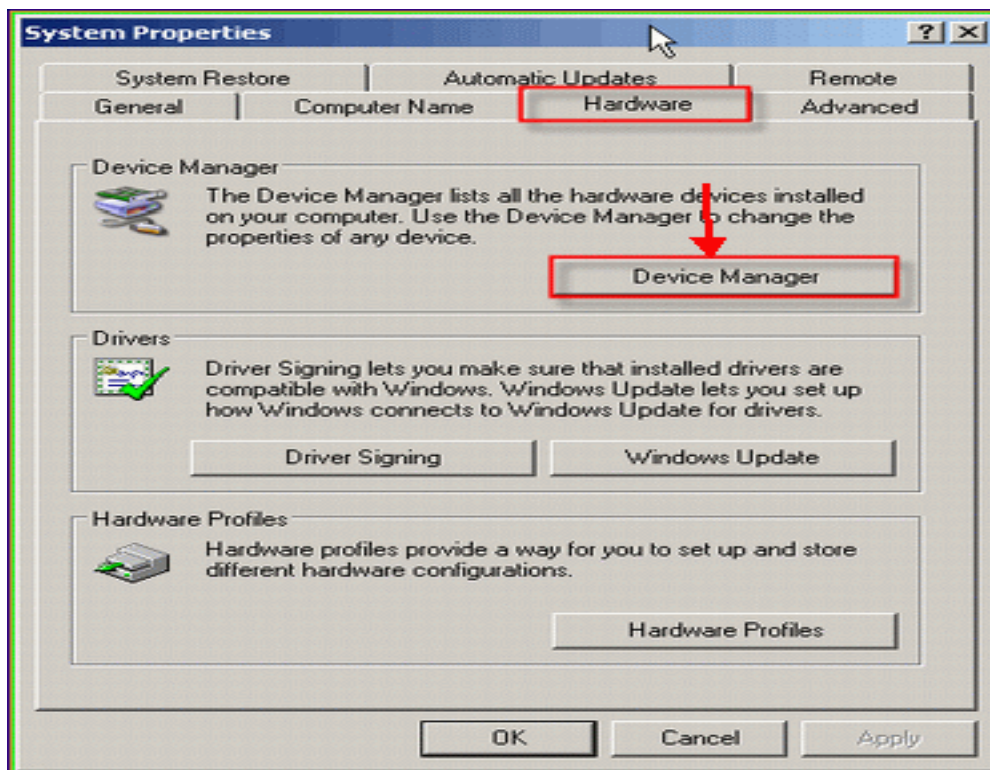 System Properties
System Restore
Automatic Updates
Remote
General
Computer Name
Hardware
Advanced
Device Manager
The Device Manager lists all the hardware devices installed
on your computer. Use the Device Manager to change the
properties of any device.
Device Manager
Drivers
Driver Signing lets you make sure that installed drivers are
compatible with Windows. Windows Update lets you set up
how Windows connects to Windows Update for drivers.
Driver Signing
Windows Update
Hardware Profiles
Hardware profiles provide a way for you to set up and store
different hardware configurations.
Hardware Profiles
OK
Cancel
Apply